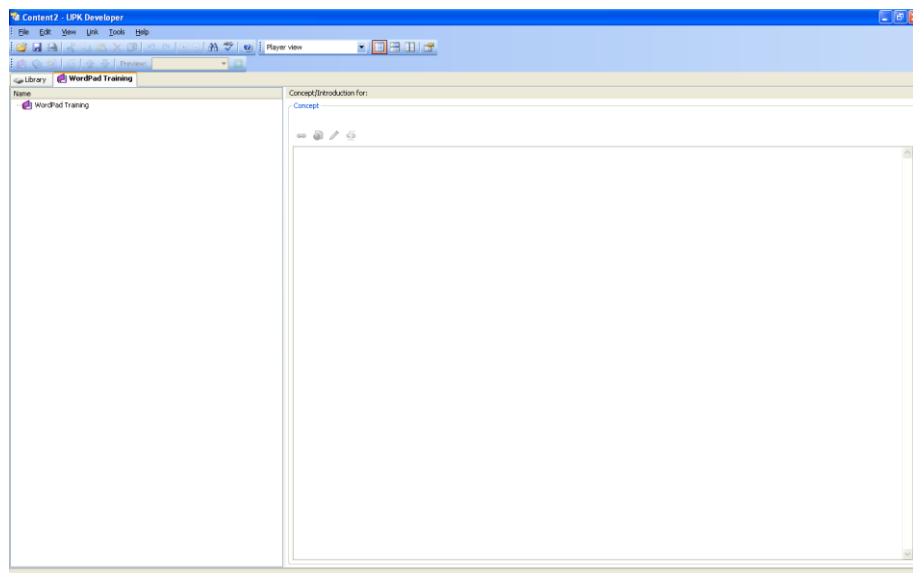 Content2 - UPK Developer
File Edit View Link Tools Help
Player view
Preview:
Library WordPad Training
Name
WordPad Training
Concept/Introduction for:
Concept